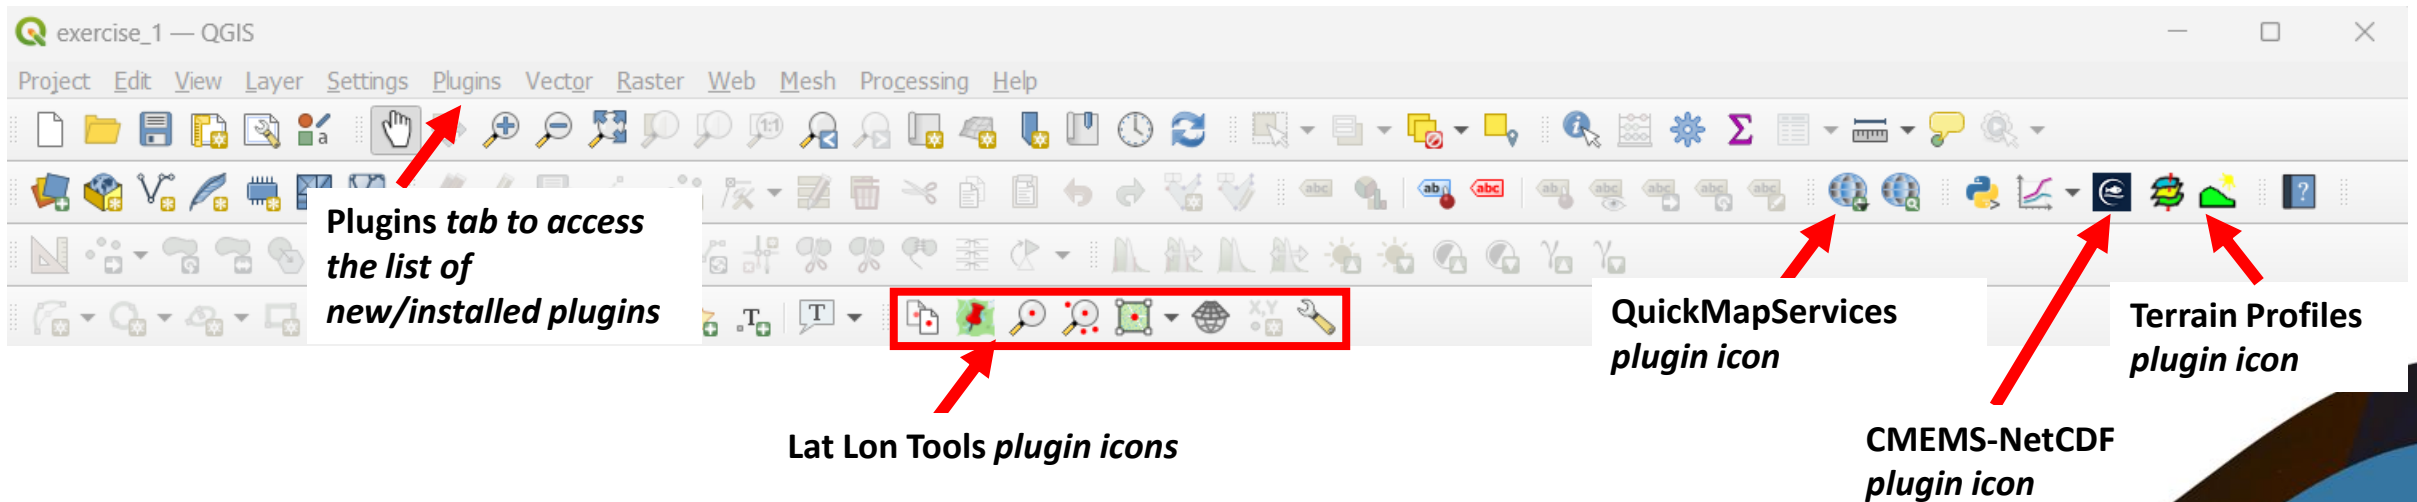 exercise_1 — QGIS
Project Edit View Layer Settings Plugins Vector Raster Web Mesh Processing Help
Plugins tab to access
the list of
new/installed plugins
QuickMapServices
plugin icon
Terrain Profiles
plugin icon
Lat Lon Tools plugin icons
CMEMS-NetCDF
plugin icon